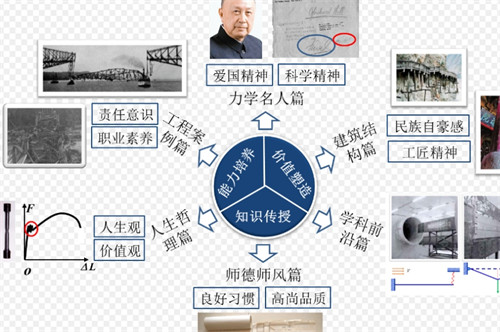 爱国精神
科学精神
力学名人篇
责任意识
职业素养
工程案
例篇
建筑结
构篇
民族自豪感
工匠精神
能力培养
价值塑造
知识传授
人生观
价值观
人生哲
理篇
学科前
沿篇
师德师风篇
良好习惯
高尚品质
F
O
ΔL